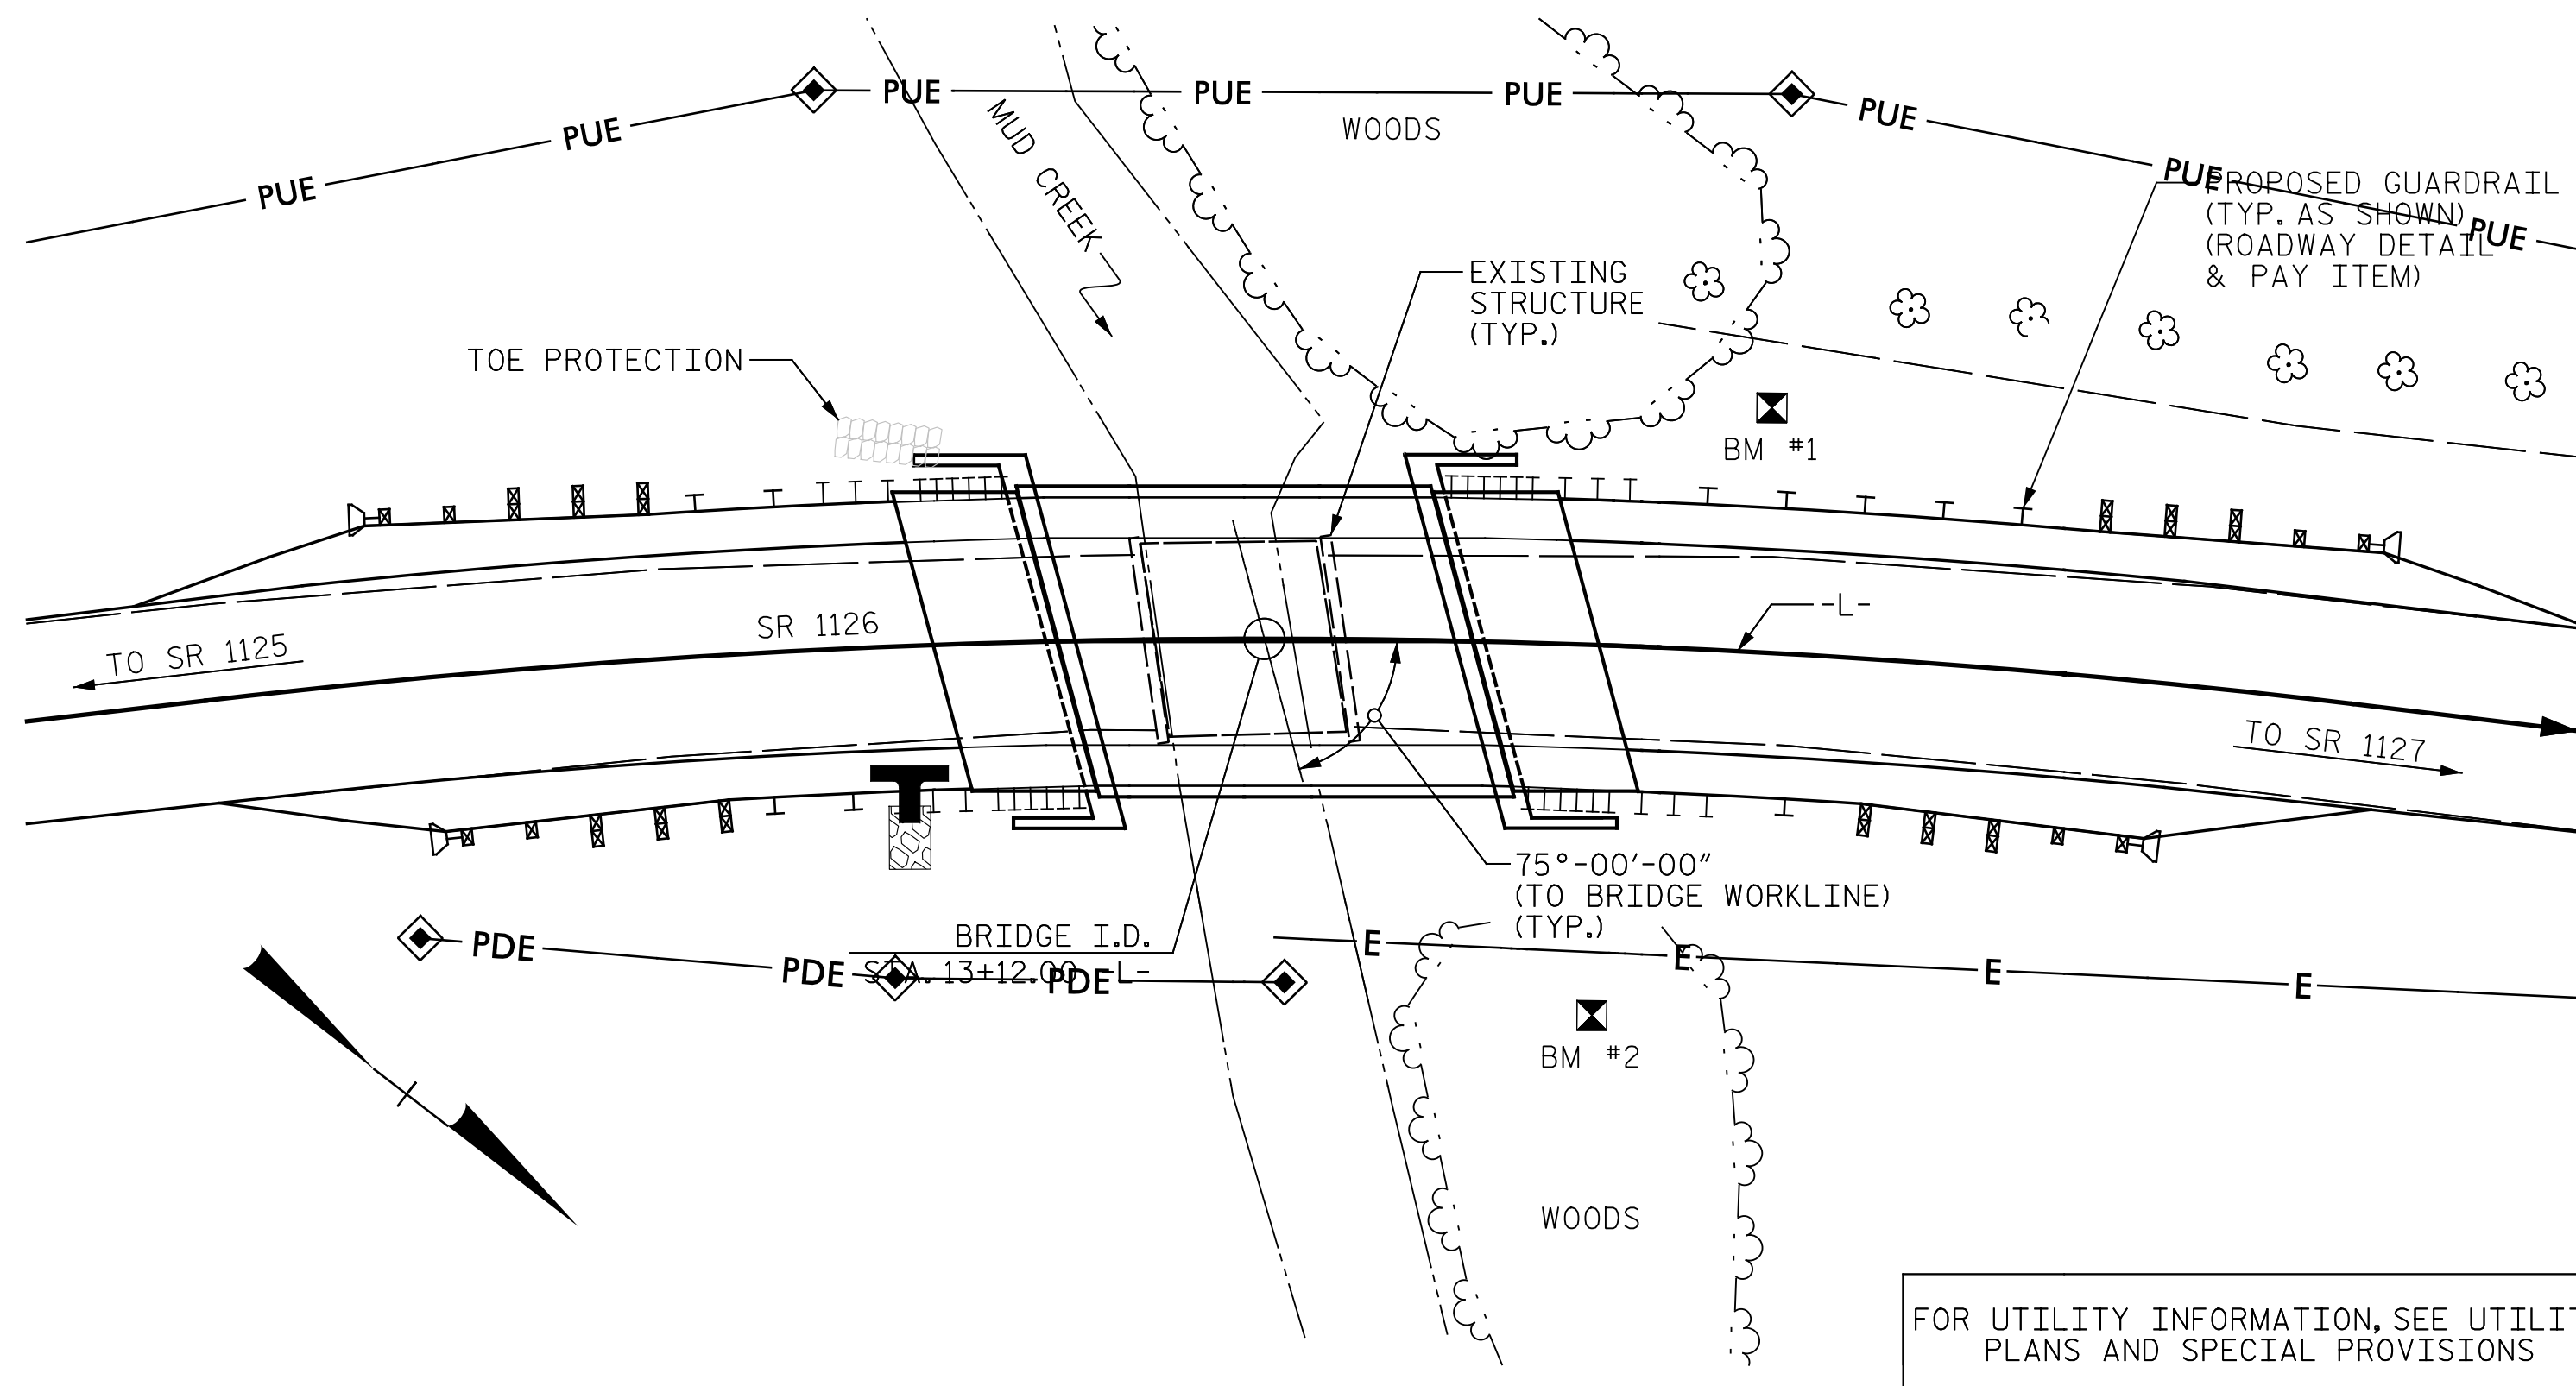 PUE
PUE
PUE
PUE
PUE
PUE
PUE
PUE
MUD CREEK
WOODS
PROPOSED GUARDRAIL
(TYP. AS SHOWN)
(ROADWAY DETAIL
& PAY ITEM)
EXISTING
STRUCTURE
(TYP.)
TOE PROTECTION
BM #1
-L-
SR 1126
TO SR 1125
TO SR 1127
75°-00'-00"
(TO BRIDGE WORKLINE)
(TYP.)
BRIDGE I.D.
STA. 13+12.00 -L-
PDE
PDE
PDE
E
E
E
E
BM #2
WOODS
FOR UTILITY INFORMATION, SEE
PLANS AND SPECIAL PROVISIONS